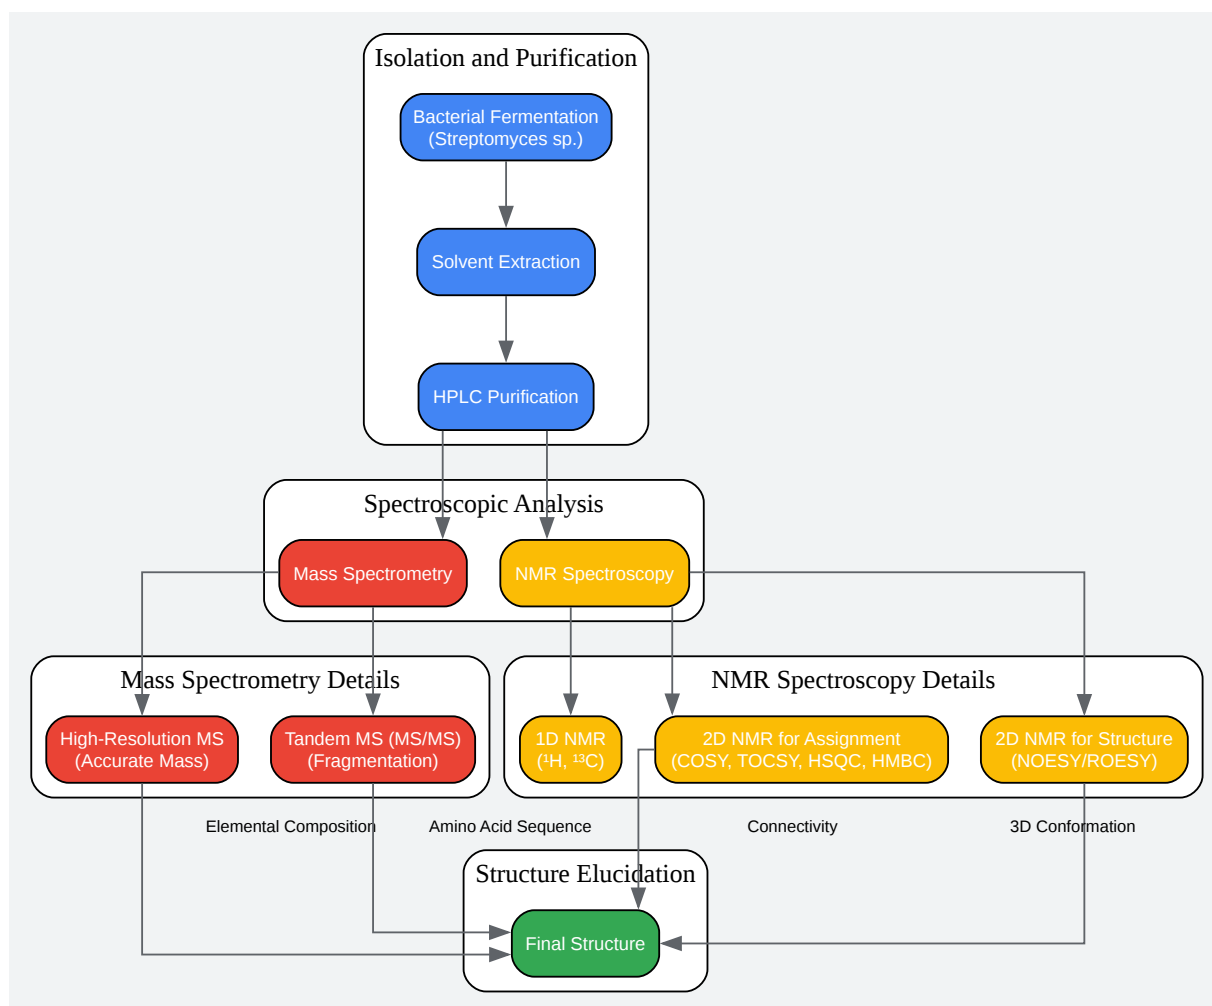 Isolation and Purification
Bacterial Fermentation
(Streptomyces sp.)
Solvent Extraction
HPLC Purification
Spectroscopic Analysis
Mass Spectrometry
NMR Spectroscopy
Mass Spectrometry Details
High-Resolution MS
(Accurate Mass)
Tandem MS (MS/MS)
(Fragmentation)
NMR Spectroscopy Details
1D NMR
(¹H, ¹³C)
2D NMR for Assignment
(COSY, TOCSY, HSQC, HMBC)
2D NMR for Structure
(NOESY/ROESY)
Elemental Composition
Amino Acid Sequence
Connectivity
3D Conformation
Structure Elucidation
Final Structure